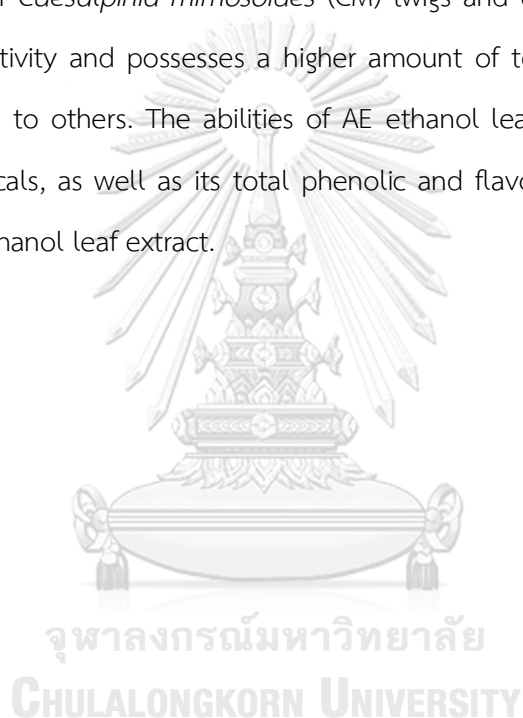 Caesalpinia mimosoides (CM) twigs and
tivity and possesses a higher amount of to
to others. The abilities of AE ethanol lea
cals, as well as its total phenolic and flavo
hanol leaf extract.
จุฬาลงกรณ์มหาวิทยาลัย
CHULALONGKORN UNIVERSITY